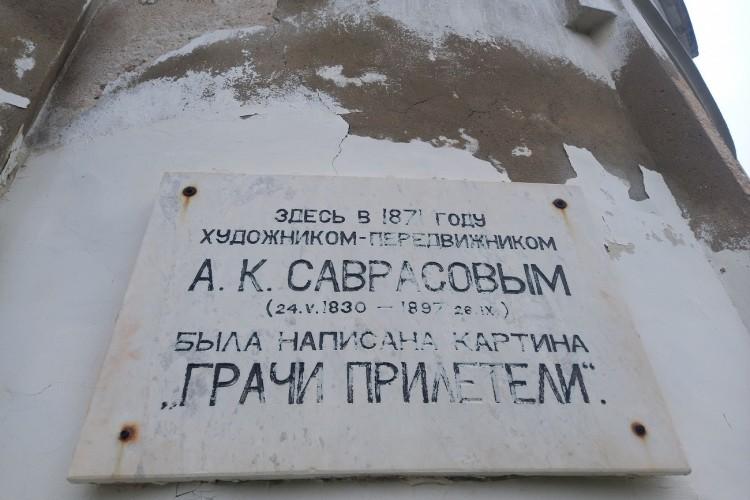 ЗДЕСЬ В 1871 ГОДУ
ХУДОЖНИКОМ-ПЕРЕДВИЖНИКОМ
А. К. САВРАСОВЫМ
(24.V.1830 — 1897 26.IX.)
БЫЛА НАПИСАНА КАРТИНА
„ГРАЧИ ПРИЛЕТЕЛИ“.